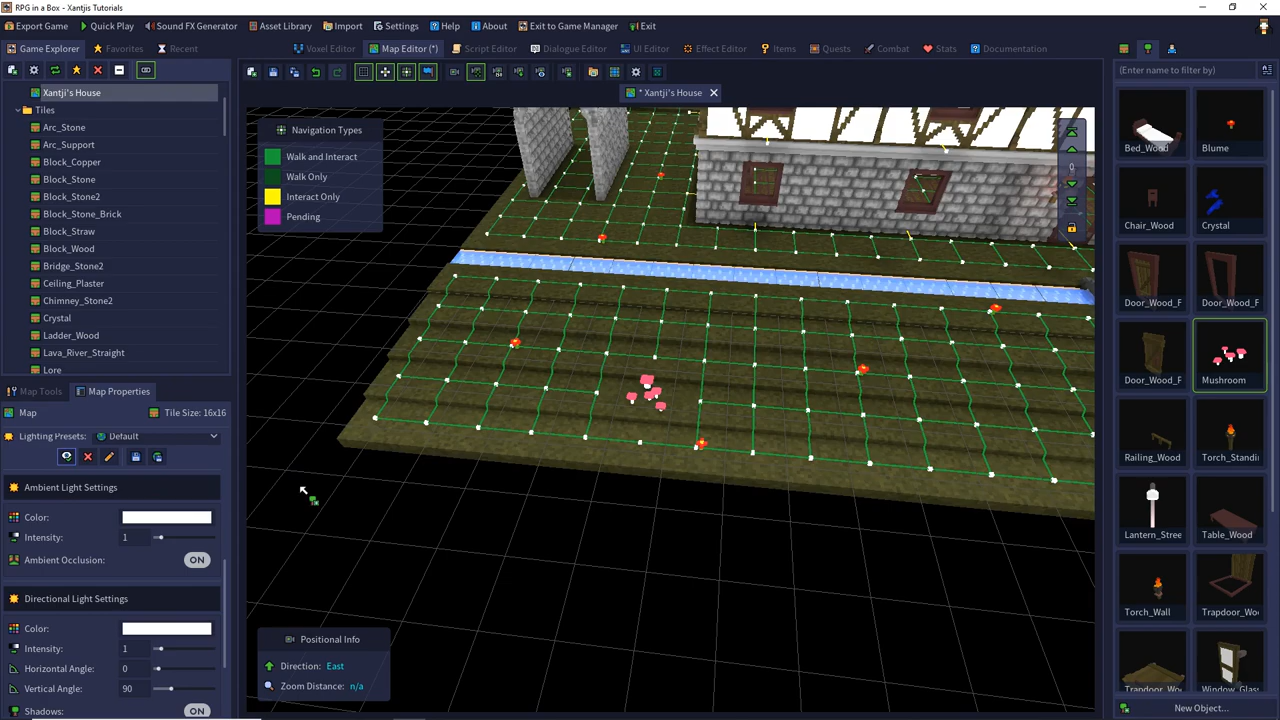 RPG in a Box - Xantjis Tutorials
Export Game
Quick Play
Sound FX Generator
Asset Library
Import
Settings
Help
About
Exit to Game Manager
Exit
Game Explorer
Favorites
Recent
Voxel Editor
Map Editor (*)
Script Editor
Dialogue Editor
UI Editor
Effect Editor
Items
Quests
Combat
Stats
Documentation
* Xantji's House
Xantji's House
Tiles
Arc_Stone
Arc_Support
Block_Copper
Block_Stone
Block_Stone2
Block_Stone_Brick
Block_Straw
Block_Wood
Bridge_Stone2
Ceiling_Plaster
Chimney_Stone2
Crystal
Ladder_Wood
Lava_River_Straight
Lore
Map Tools
Map Properties
Map
Tile Size: 16x16
Lighting Presets:
Default
Ambient Light Settings
Color:
Intensity:
1
Ambient Occlusion:
ON
Directional Light Settings
Color:
Intensity:
1
Horizontal Angle:
0
Vertical Angle:
90
Shadows:
ON
Navigation Types
Walk and Interact
Walk Only
Interact Only
Pending
0
Positional Info
Direction: East
Zoom Distance: n/a
(Enter name to filter by)
Bed_Wood
Blume
Chair_Wood
Crystal
Door_Wood_F
Door_Wood_F
Door_Wood_F
Mushroom
Railing_Wood
Torch_Standi
Lantern_Stree
Table_Wood
Torch_Wall
Trapdoor_Wo
Trapdoor_Wo
Window_Glass
New Object...